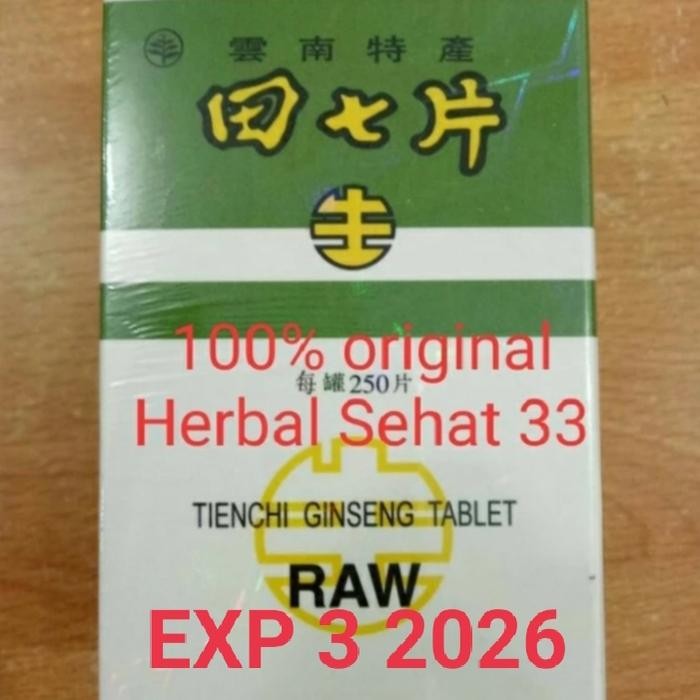 雲南特產
田七片
100% original
每罐250片
Herbal Sehat 33
TIENCHI GINSENG TABLET
RAW
EXP 3 2026